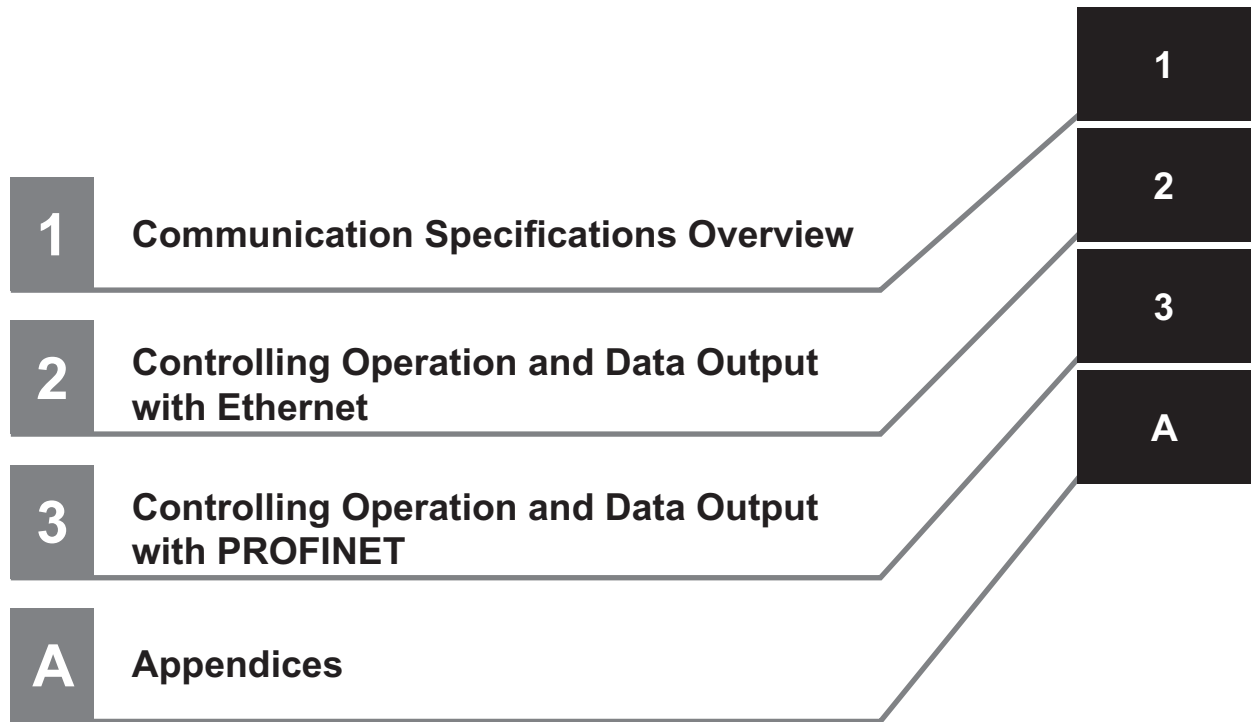 1
Communication Specifications Overview
2
Controlling Operation and Data Output
with Ethernet
3
Controlling Operation and Data Output
with PROFINET
A
Appendices
1
2
3
A